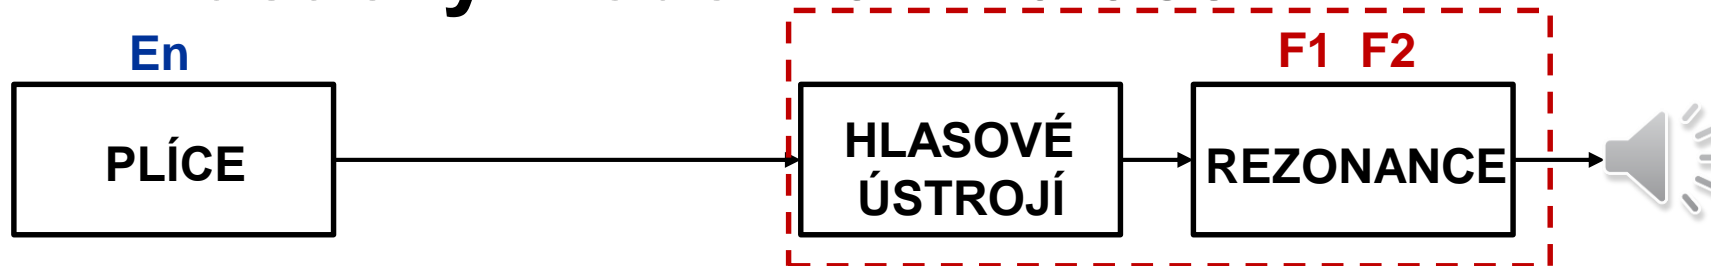 En
F1 F2
PLÍCE
HLASOVÉ
ÚSTROJÍ
REZONANCE